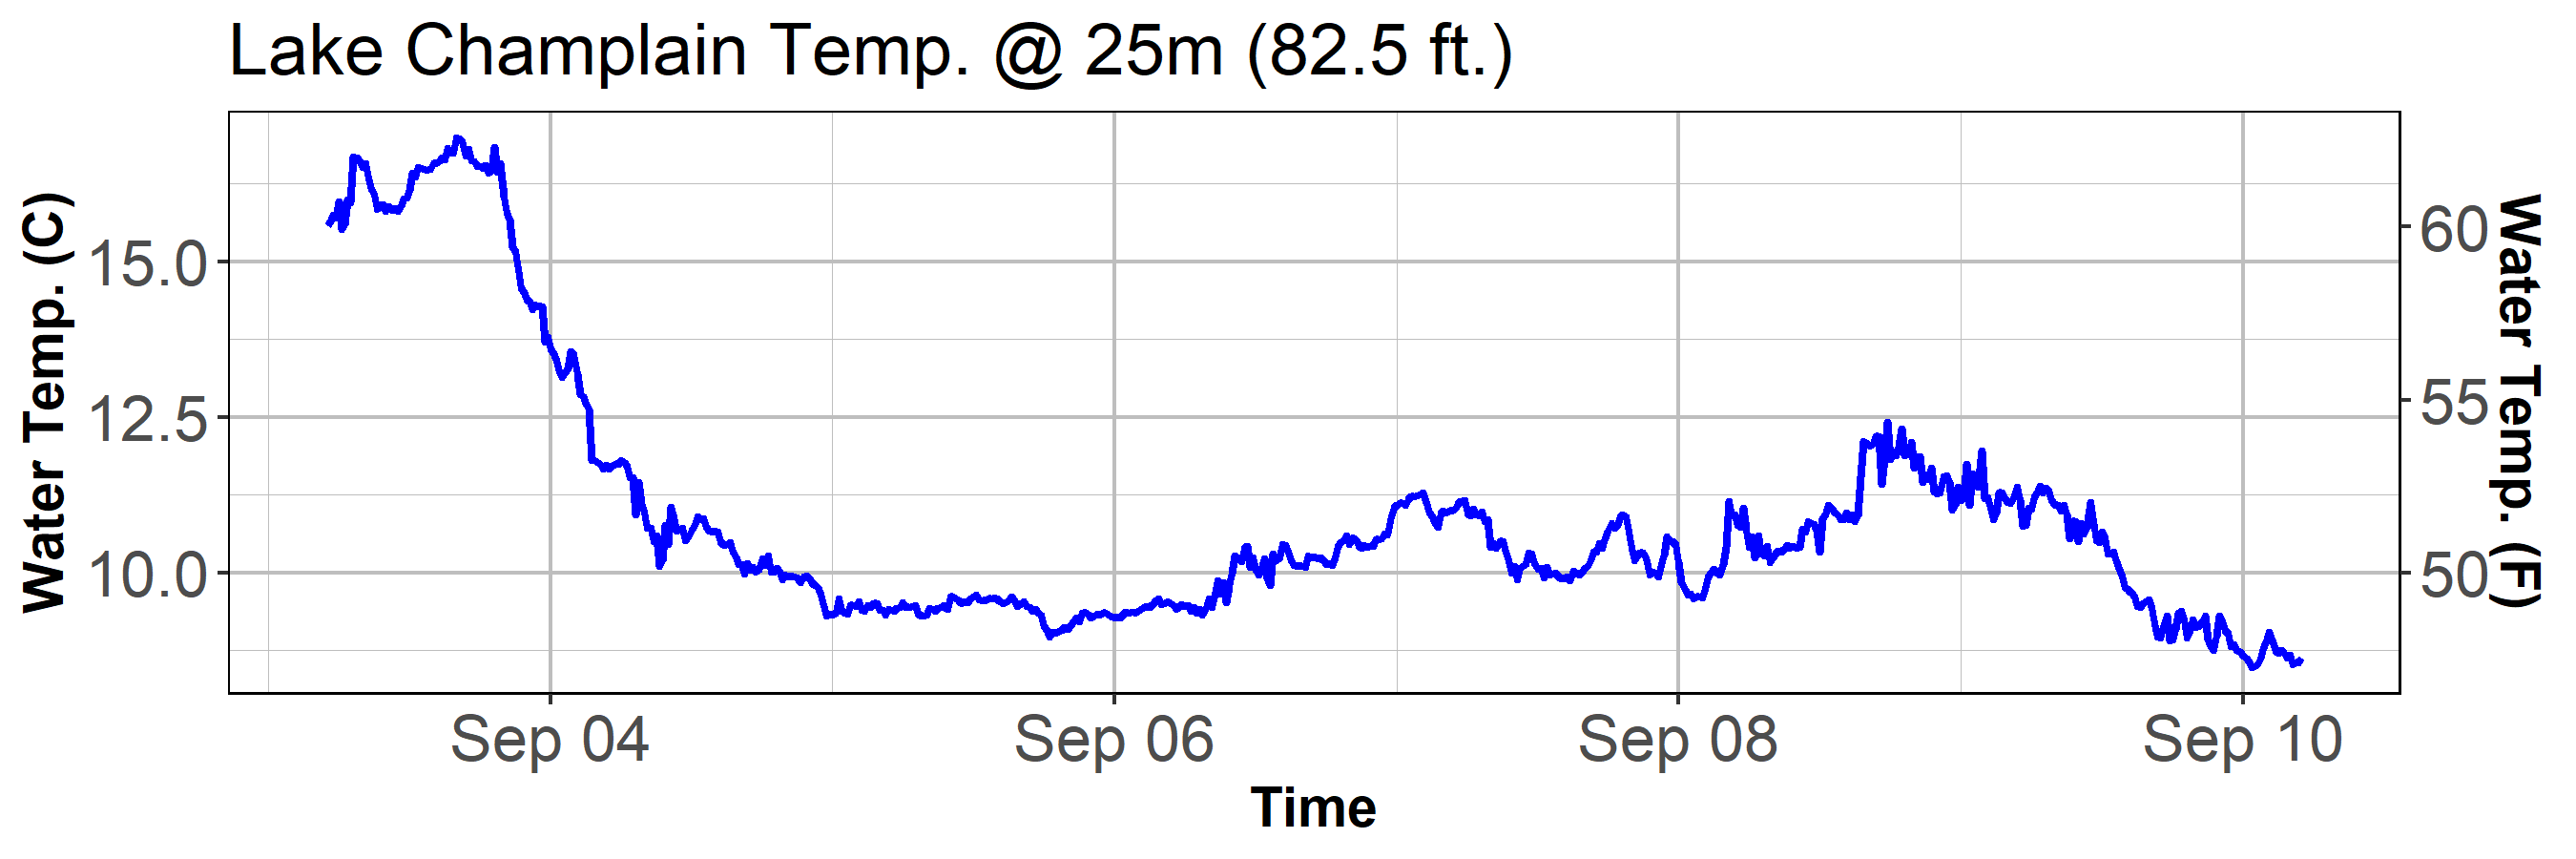 Lake Champlain Temp. @ 25m (82.5 ft.)
Water Temp. (C)
15.0
12.5
10.0
60
55
50
Water Temp. (F)
Sep 04
Sep 06
Sep 08
Sep 10
Time